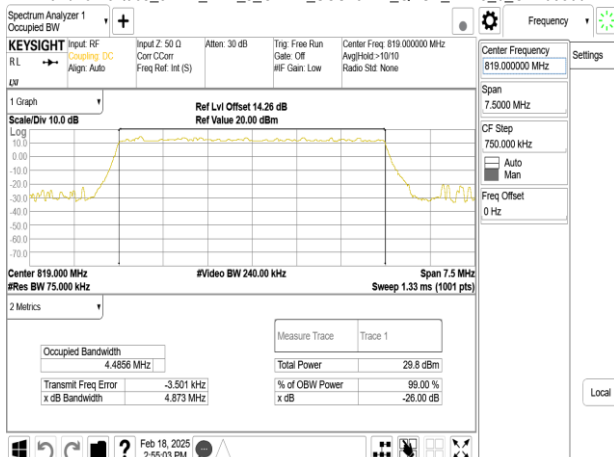 Spectrum Analyzer 1
Occupied BW
+
Frequency
KEYSIGHT
Input: RF
Coupling: DC
Align: Auto
Input Z: 50 Ω
Corr CCorr
Freq Ref: Int (S)
Atten: 30 dB
Trig: Free Run
Gate: Off
#IF Gain: Low
Center Freq: 819.000000 MHz
Avg|Hold:>10/10
Radio Std: None
RL
LXI
Center Frequency
819.000000 MHz
Settings
Span
7.5000 MHz
CF Step
750.000 kHz
Auto
Man
Freq Offset
0 Hz
1 Graph
Scale/Div 10.0 dB
Ref Lvl Offset 14.26 dB
Ref Value 20.00 dBm
Log
10.0
0.00
-10.0
-20.0
-30.0
-40.0
-50.0
-60.0
-70.0
Center 819.000 MHz
#Video BW 240.00 kHz
Span 7.5 MHz
#Res BW 75.000 kHz
Sweep 1.33 ms (1001 pts)
2 Metrics
Measure Trace
Trace 1
Occupied Bandwidth
4.4856 MHz
Total Power
29.8 dBm
Transmit Freq Error
-3.501 kHz
% of OBW Power
99.00 %
x dB Bandwidth
4.873 MHz
x dB
-26.00 dB
Local
?
Feb 18, 2025
2:55:03 PM